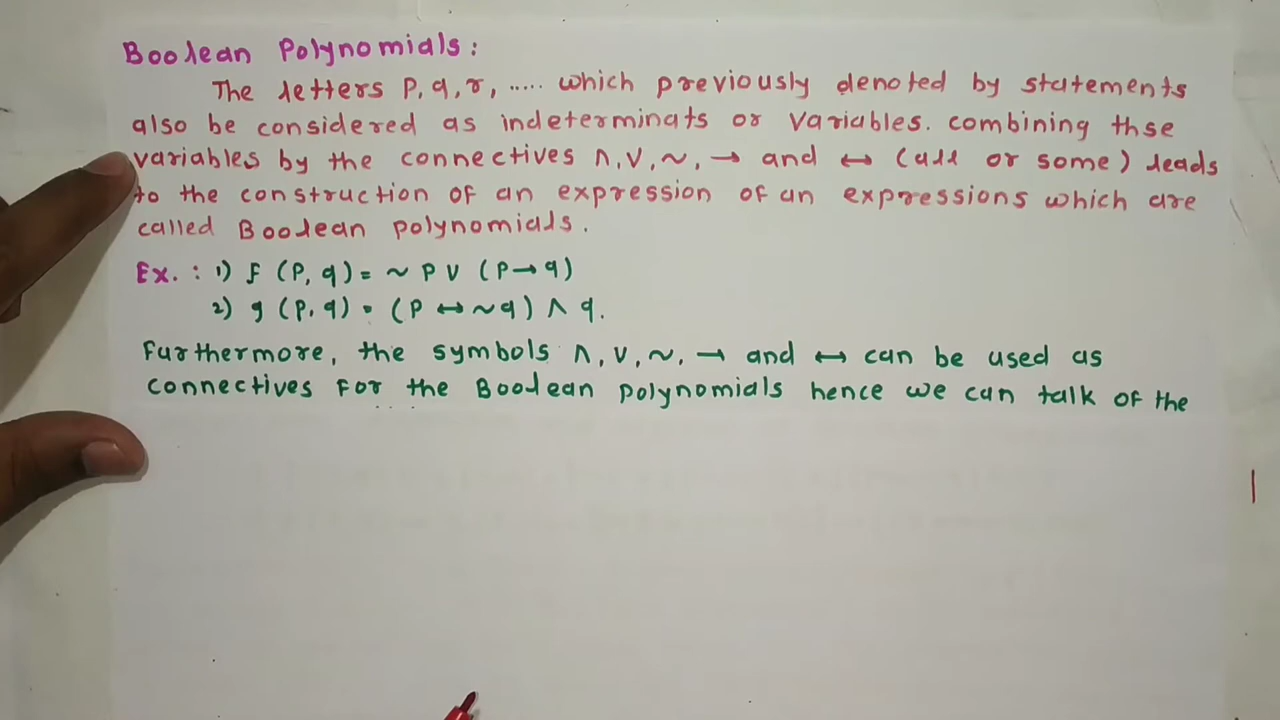 Boolean Polynomials:
The letters P, q, r, ..... which previously denoted by statements
also be considered as indeterminats or variables. combining thse
variables by the connectives ∧, ∨, ~, → and ↔ (all or some) leads
to the construction of an expression of an expressions which are
called Boolean polynomials.
Ex. : 1) f (P, q) = ~ P ∨ (P → q)
2) g (P, q) = (P ↔ ~q) ∧ q.
Furthermore, the symbols ∧, ∨, ~, → and ↔ can be used as
connectives for the Boolean polynomials hence we can talk of the